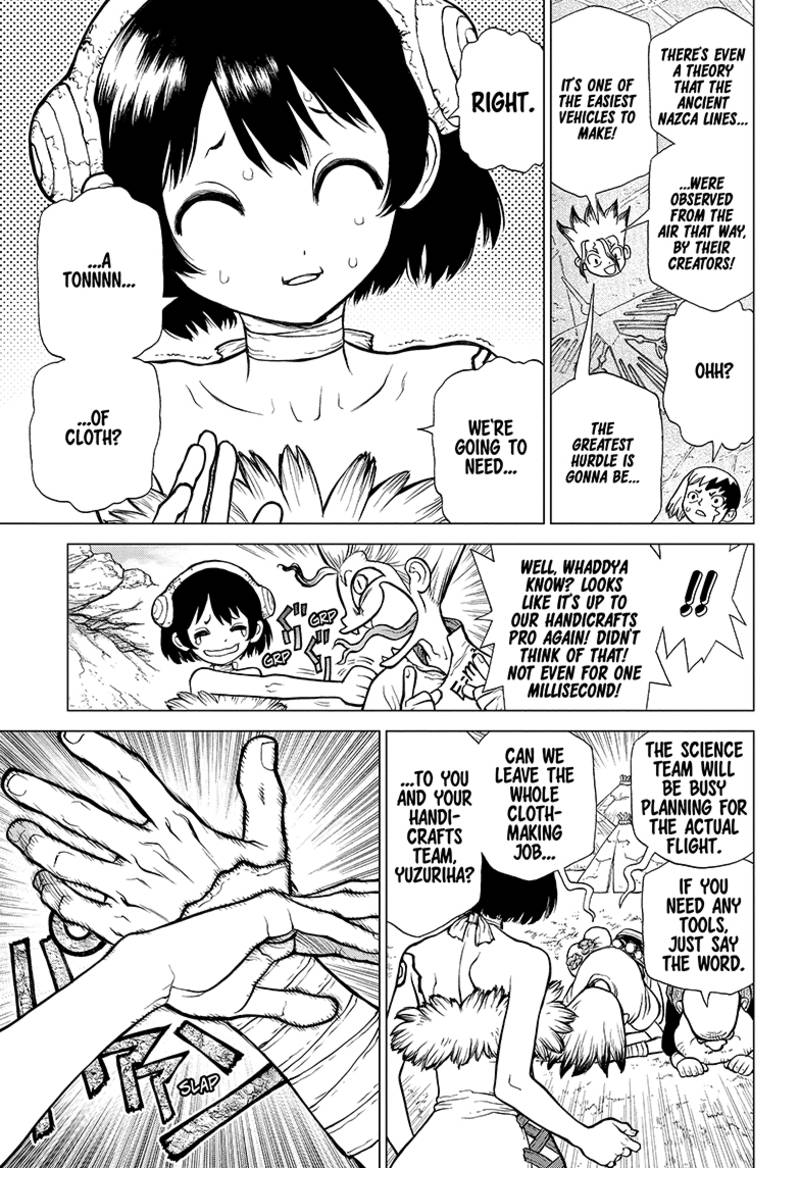 THERE'S EVEN
A THEORY
THAT THE
ANCIENT
NAZCA LINES...
...WERE
OBSERVED
FROM THE
AIR THAT WAY,
BY THEIR
CREATORS!
IT'S ONE OF
THE EASIEST
VEHICLES TO
MAKE!
OHH?
THE
GREATEST
HURDLE IS
GONNA BE...
RIGHT.
WE'RE
GOING TO
NEED...
...A
TONNNN...
...OF
CLOTH?
!!
WELL, WHADDYA
KNOW? LOOKS
LIKE IT'S UP TO
OUR HANDICRAFTS
PRO AGAIN! DIDN'T
THINK OF THAT!
NOT EVEN FOR ONE
MILLISECOND!
GRP
GRP
THE SCIENCE
TEAM WILL
BE BUSY
PLANNING FOR
THE ACTUAL
FLIGHT.
IF YOU
NEED ANY
TOOLS,
JUST SAY
THE WORD.
CAN WE
LEAVE THE
WHOLE
CLOTH-
MAKING
JOB...
...TO YOU
AND YOUR
HANDI-
CRAFTS
TEAM,
YUZURIHA?
SLAP